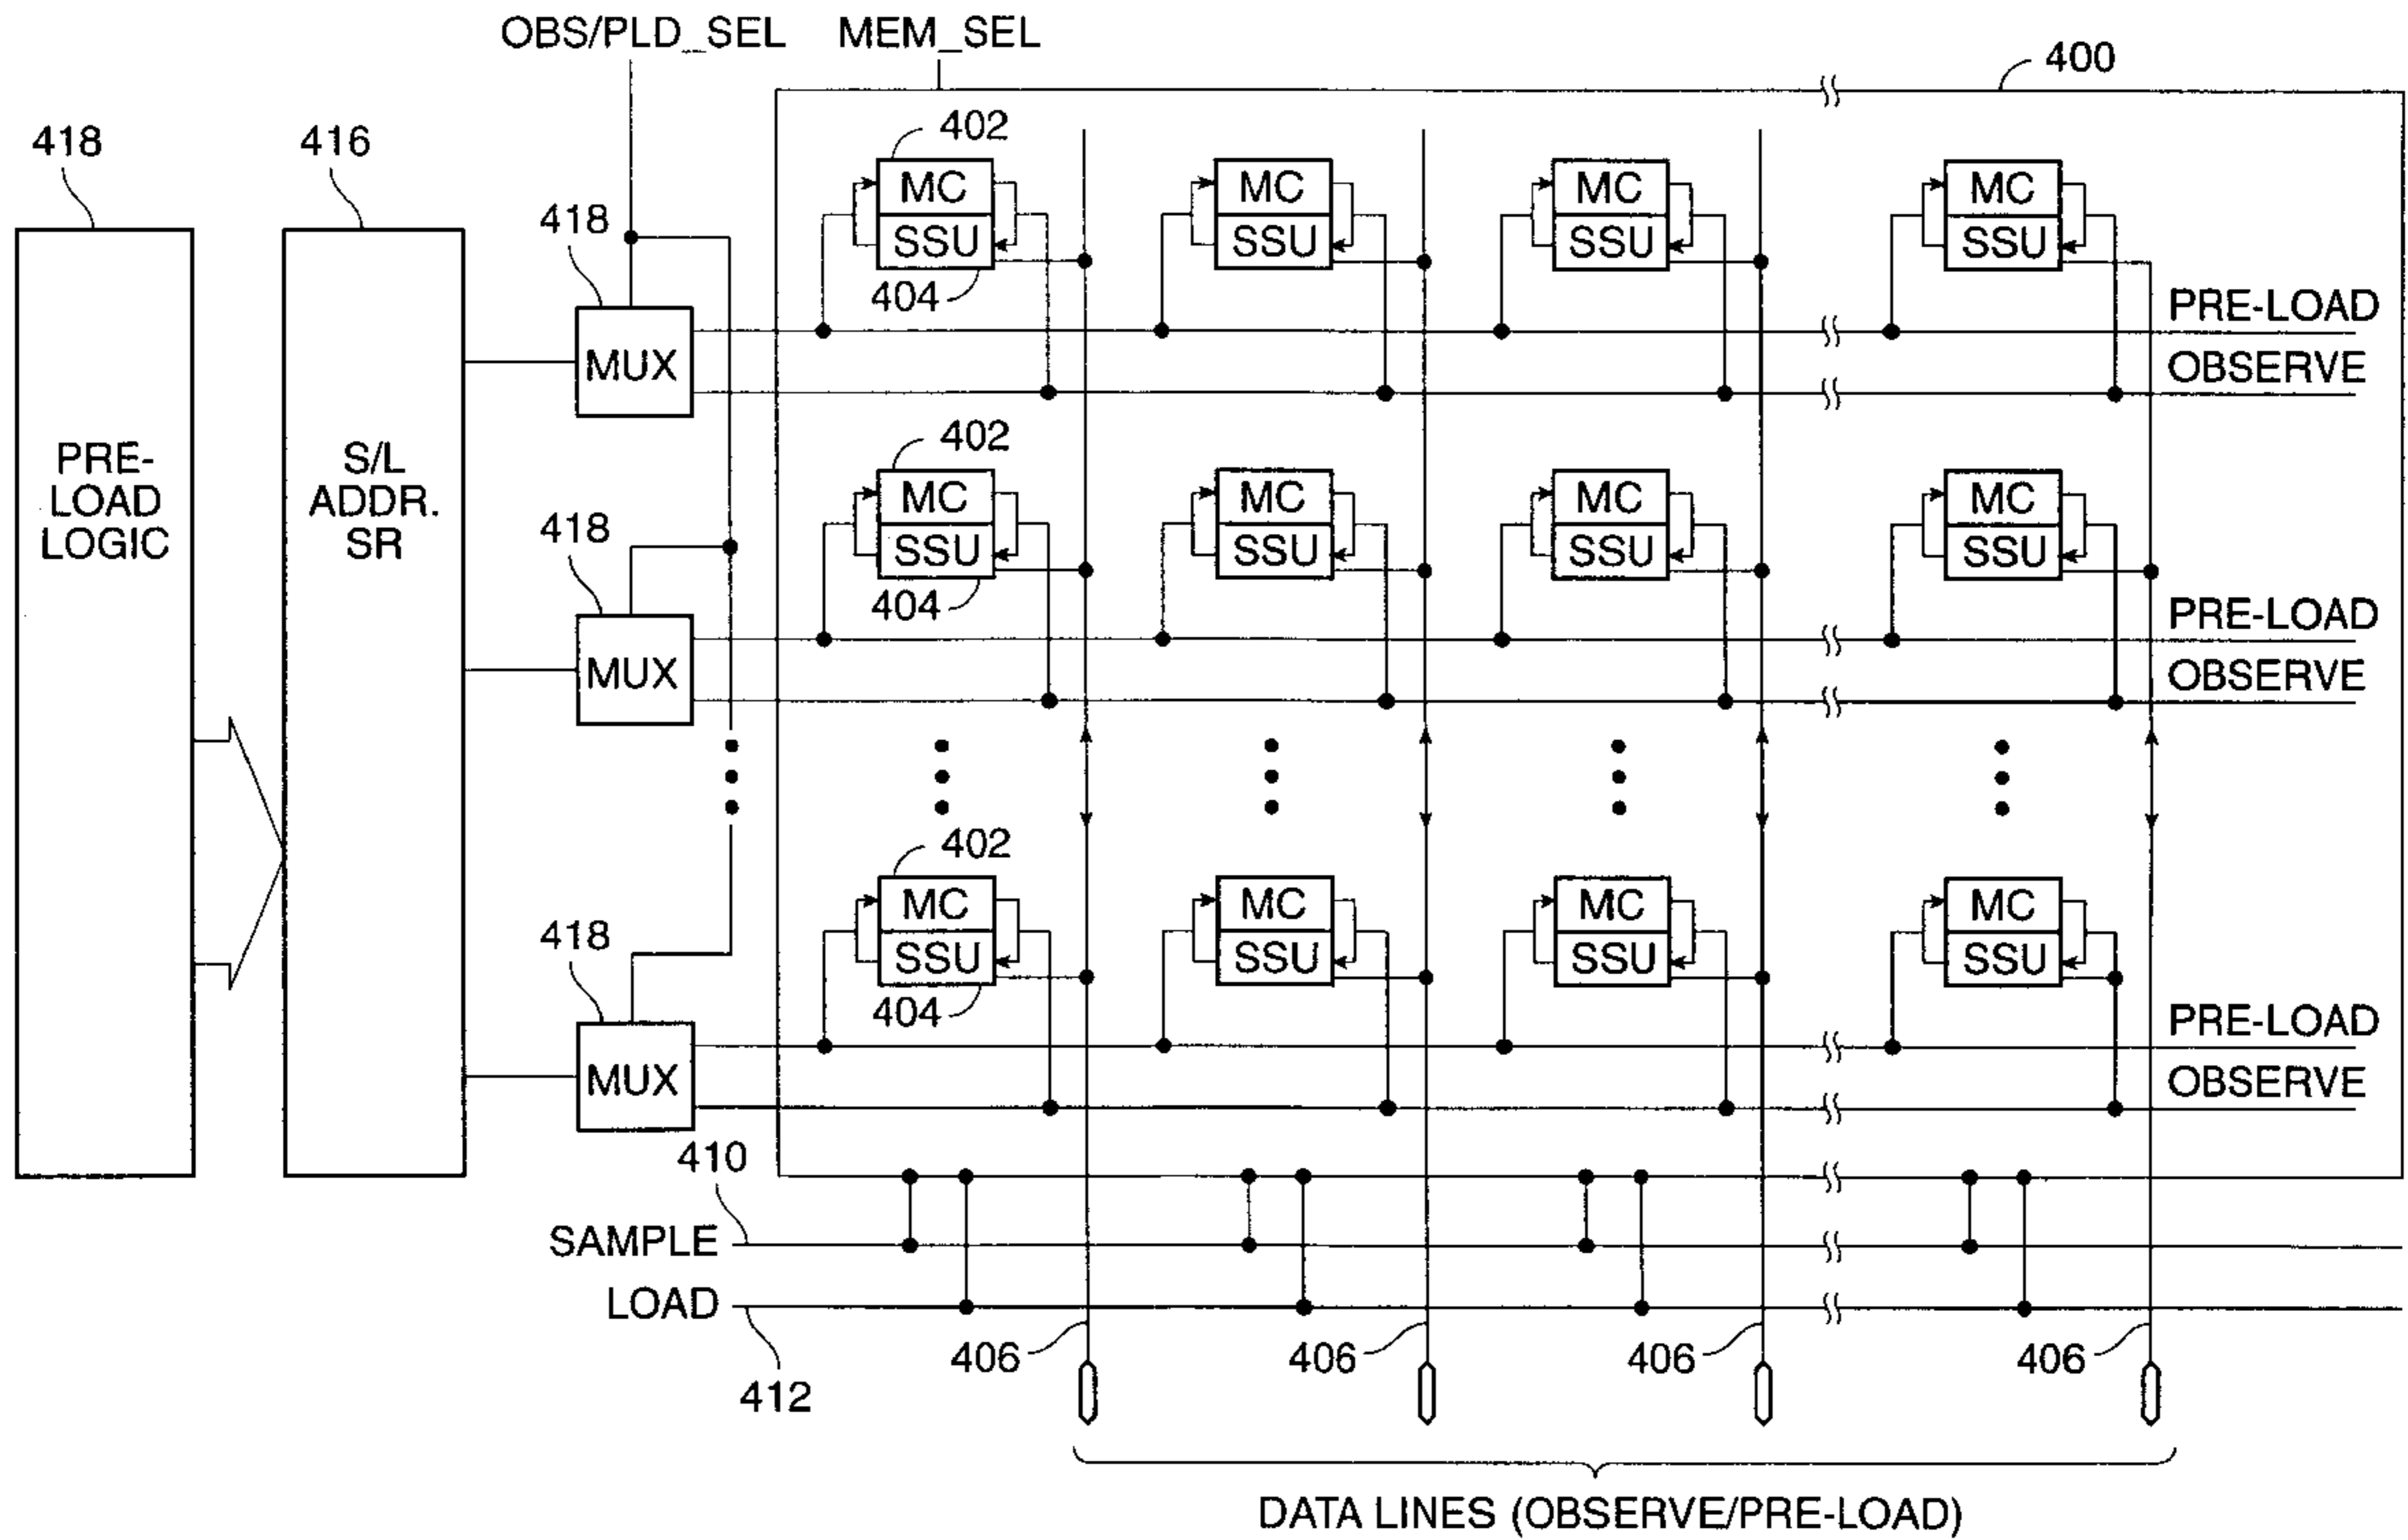 OBS/PLD_SEL MEM_SEL
400
418 416 402
418 MC MC MC MC
SSU SSU SSU SSU
404
PRE-LOAD
MUX
OBSERVE
402
PRE-
LOAD
LOGIC
S/L
ADDR.
SR
418 MC MC MC MC
SSU SSU SSU SSU
404
PRE-LOAD
MUX
OBSERVE
402
418 MC MC MC MC
SSU SSU SSU SSU
404
PRE-LOAD
MUX
OBSERVE
410
SAMPLE
LOAD
412
406 406 406 406
DATA LINES (OBSERVE/PRE-LOAD)